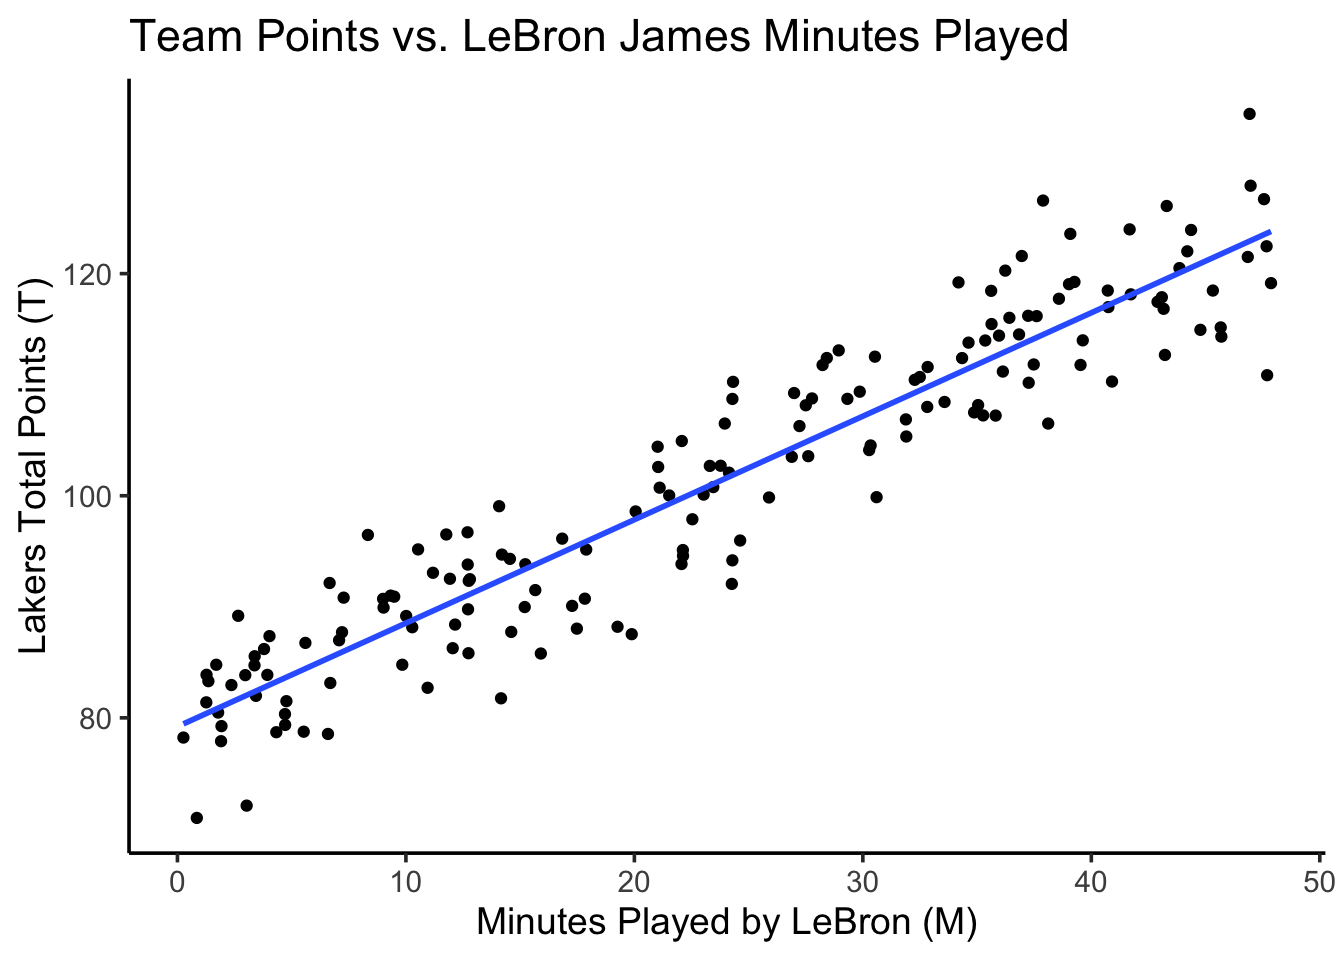 Team Points vs. LeBron James Minutes Played
Lakers Total Points (T)
120
100
80
0 10 20 30 40 50
Minutes Played by LeBron (M)